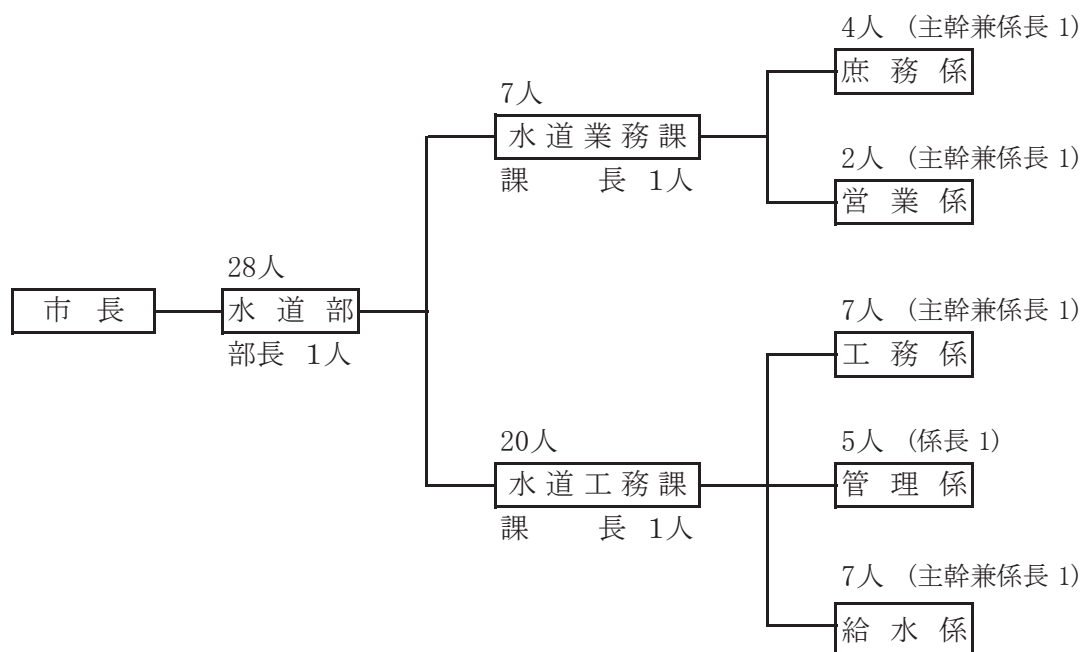 4人 (主幹兼係長 1)
庶務係
7人
水道業務課
課 長 1人
2人 (主幹兼係長 1)
営業係
28人
市長
水道部
部長 1人
7人 (主幹兼係長 1)
工務係
20人
水道工務課
課 長 1人
5人 (係長 1)
管理係
7人 (主幹兼係長 1)
給水係